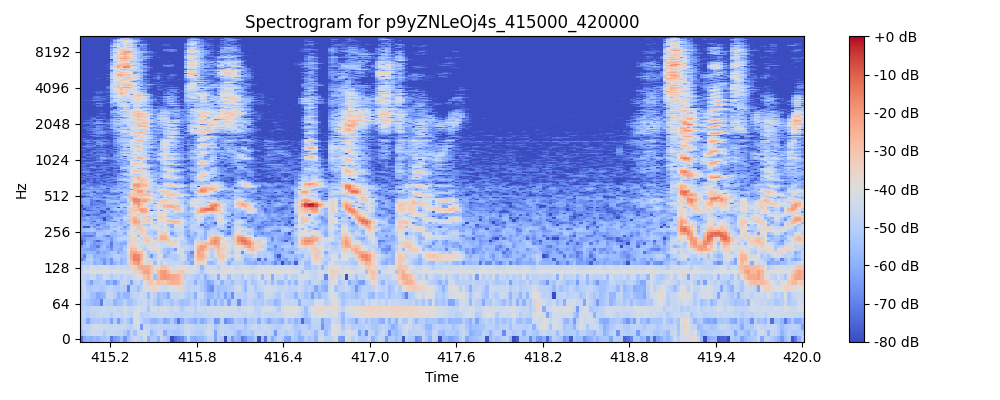 Spectrogram for p9yZNLeOj4s_415000_420000
8192
4096
2048
1024
512
256
128
64
0
Hz
415.2 415.8 416.4 417.0 417.6 418.2 418.8 419.4 420.0
Time
+0 dB
-10 dB
-20 dB
-30 dB
-40 dB
-50 dB
-60 dB
-70 dB
-80 dB